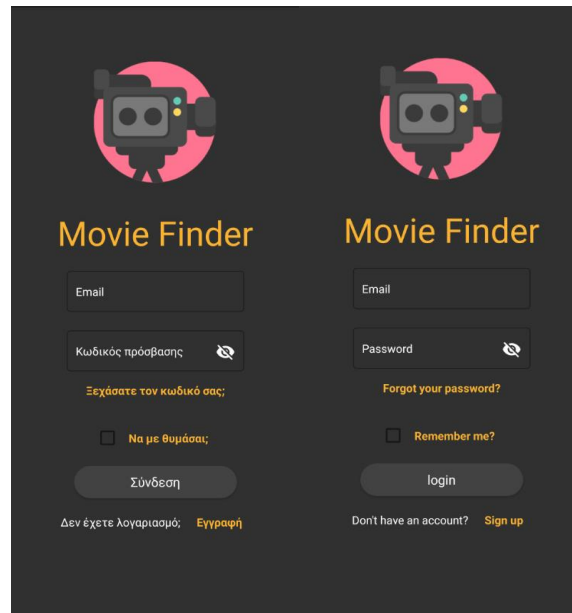 Movie Finder
Email
Κωδικός πρόσβασης
Ξεχάσατε τον κωδικό σας;
Να με θυμάσαι;
Σύνδεση
Δεν έχετε λογαριασμό; Εγγραφή
Movie Finder
Email
Password
Forgot your password?
Remember me?
login
Don't have an account? Sign up